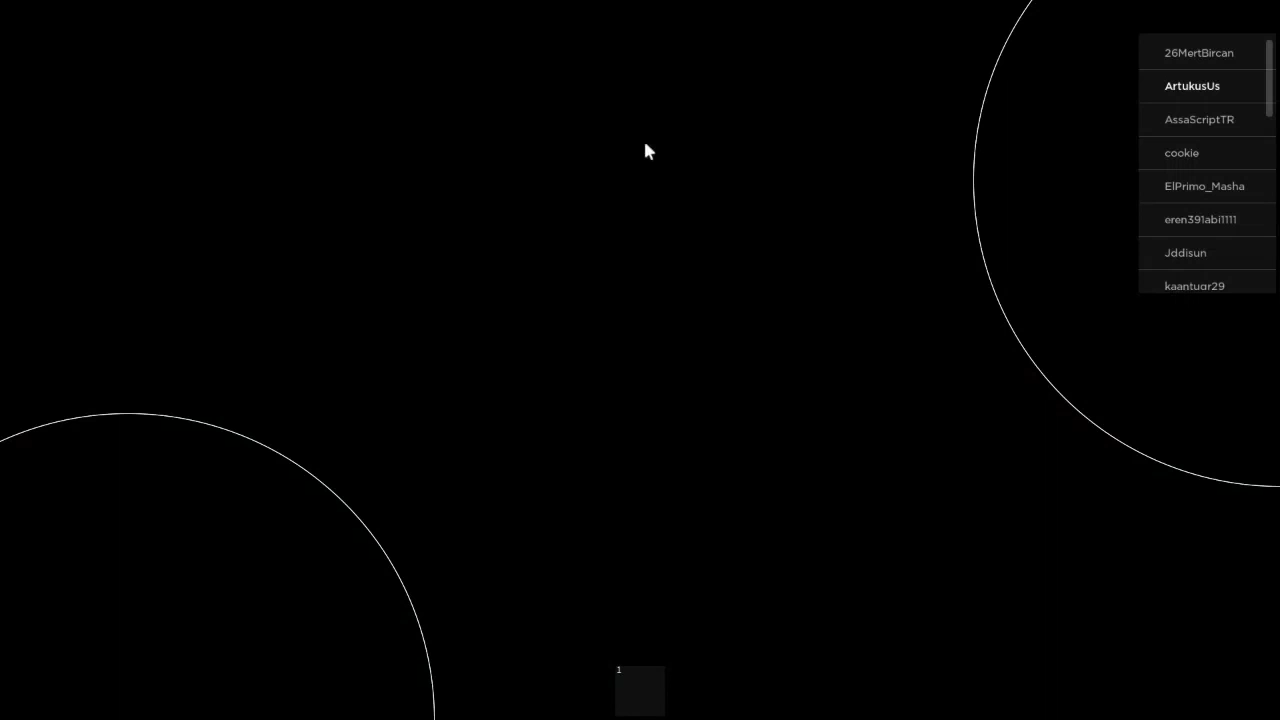 26MertBircan
ArtukusUs
AssaScriptTR
cookie
ElPrimo_Masha
eren391abi1111
Jddisun
kaantugr29
1